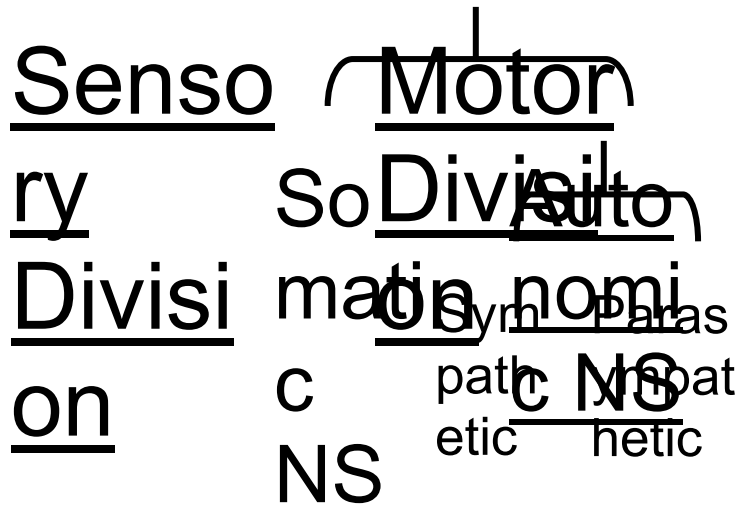 Senso
ry
Divisi
on
Motor
Divisi
on
So
mati
c
NS
Auto
nomi
c NS
Sym
path
etic
Paras
ympat
hetic